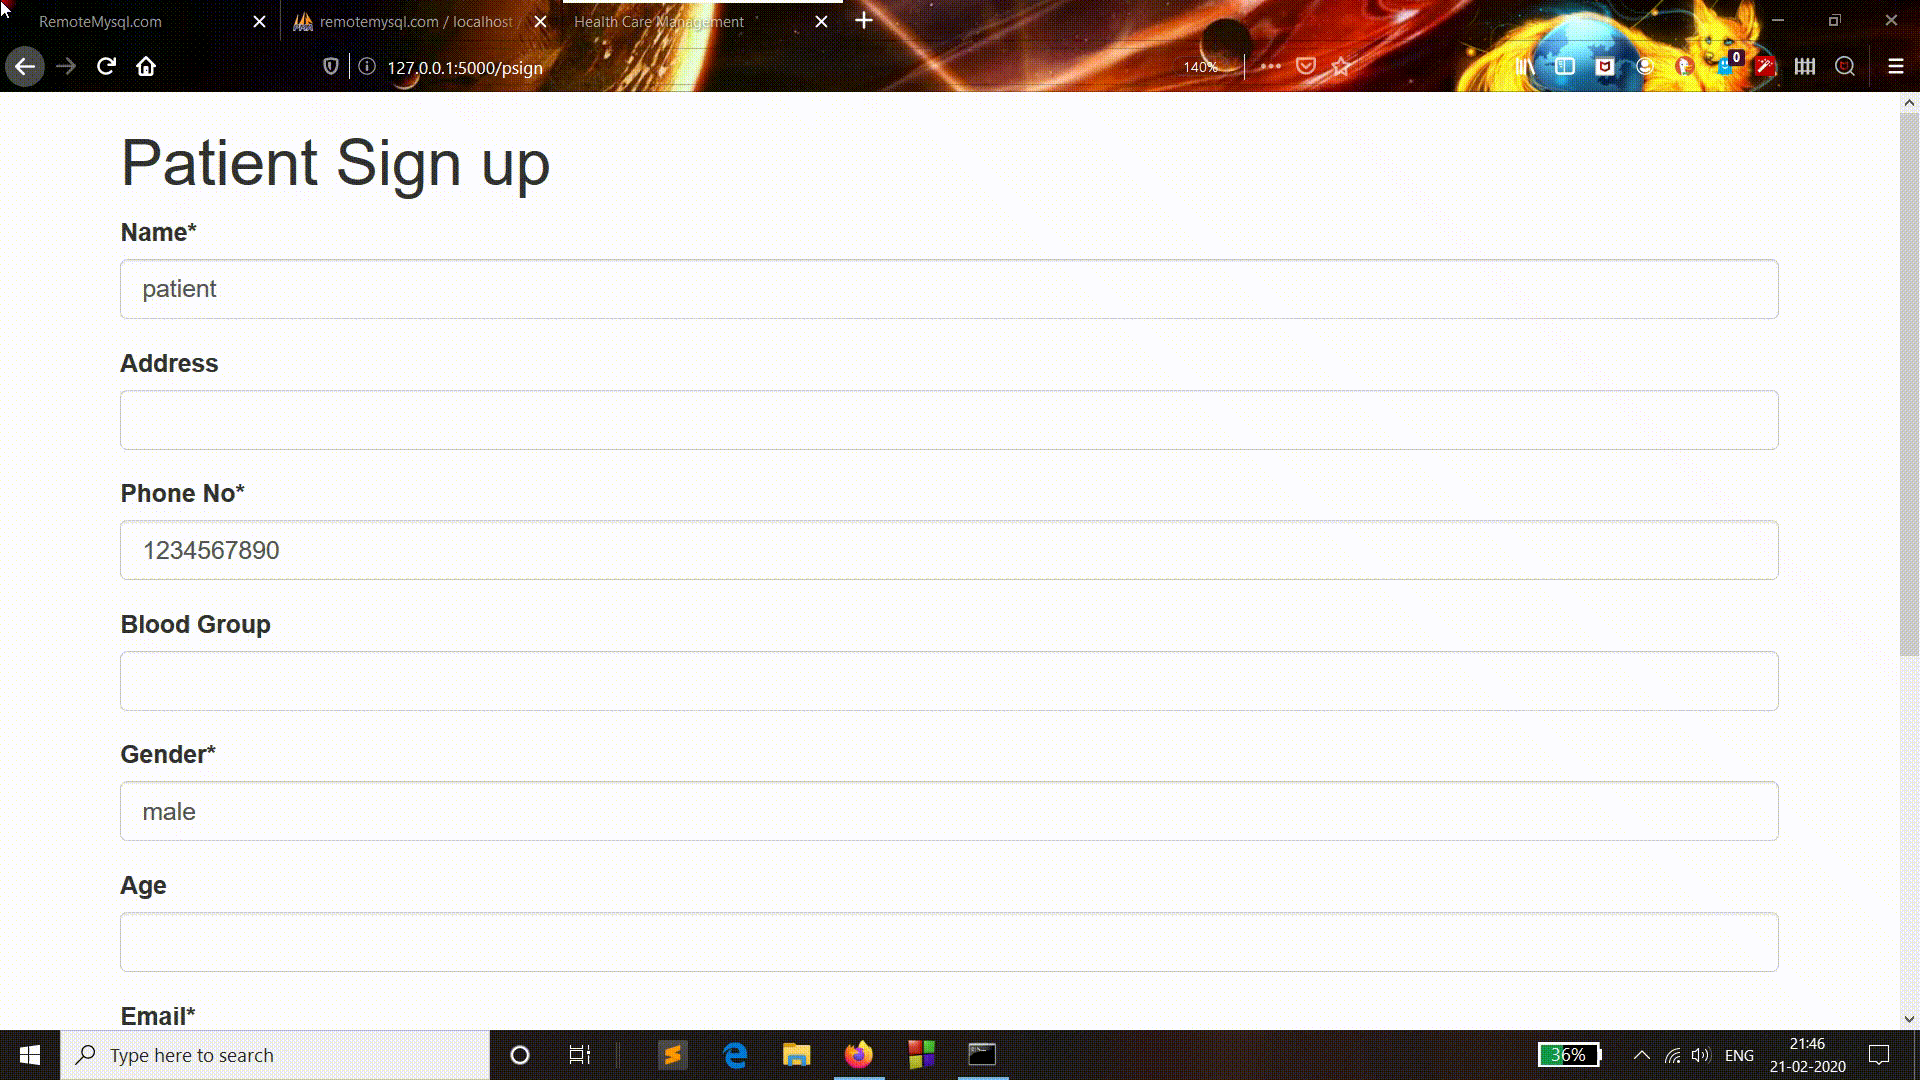 RemoteMysql.com
remotemysql.com / localhost
Health Care Management
127.0.0.1:5000/psign
140%
0
Patient Sign up
Name*
patient
Address
Phone No*
1234567890
Blood Group
Gender*
male
Age
Email*
Type here to search
36%
ENG
21:46
21-02-2020